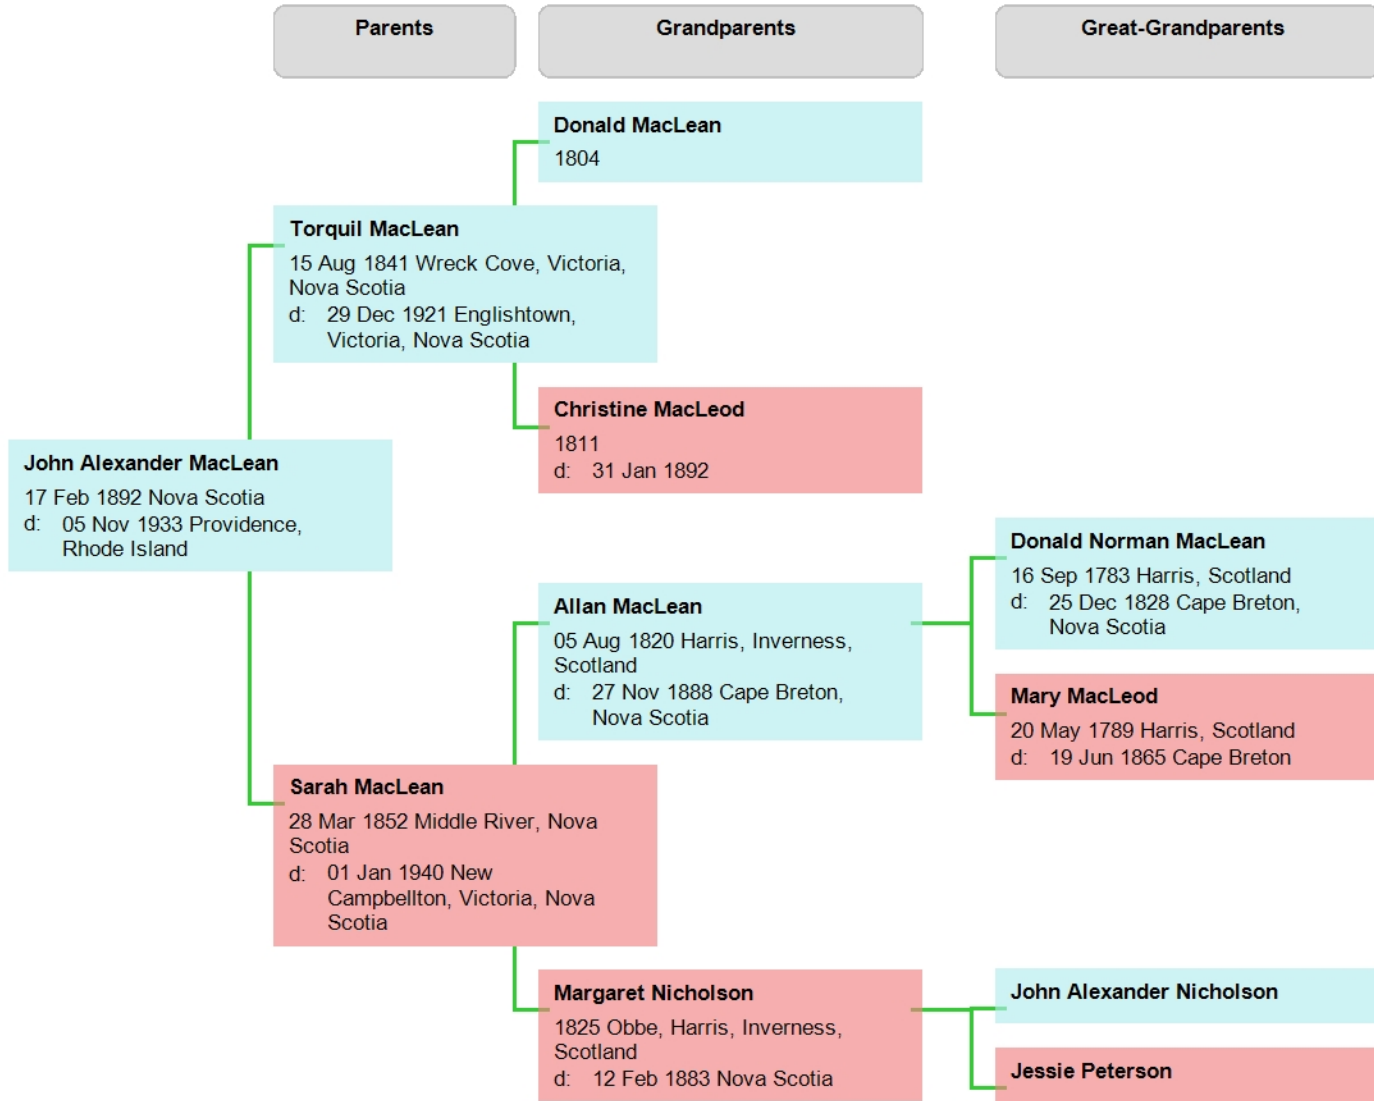 Parents
Grandparents
Great-Grandparents
Donald MacLean
1804
Torquil MacLean
15 Aug 1841 Wreck Cove, Victoria,
Nova Scotia
d: 29 Dec 1921 Englishtown,
Victoria, Nova Scotia
Christine MacLeod
1811
d: 31 Jan 1892
John Alexander MacLean
17 Feb 1892 Nova Scotia
d: 05 Nov 1933 Providence,
Rhode Island
Donald Norman MacLean
16 Sep 1783 Harris, Scotland
d: 25 Dec 1828 Cape Breton,
Nova Scotia
Allan MacLean
05 Aug 1820 Harris, Inverness,
Scotland
d: 27 Nov 1888 Cape Breton,
Nova Scotia
Mary MacLeod
20 May 1789 Harris, Scotland
d: 19 Jun 1865 Cape Breton
Sarah MacLean
28 Mar 1852 Middle River, Nova
Scotia
d: 01 Jan 1940 New
Campbellton, Victoria, Nova
Scotia
Margaret Nicholson
1825 Obbe, Harris, Inverness,
Scotland
d: 12 Feb 1883 Nova Scotia
John Alexander Nicholson
Jessie Peterson